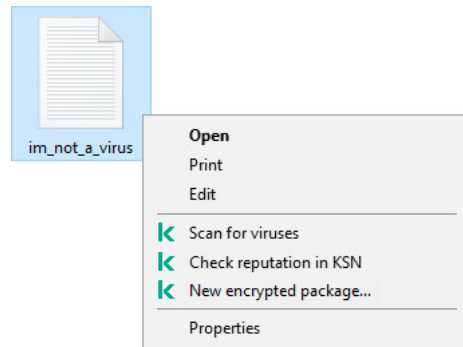 im_not_a_virus
Open
Print
Edit
Scan for viruses
Check reputation in KSN
New encrypted package...
Properties